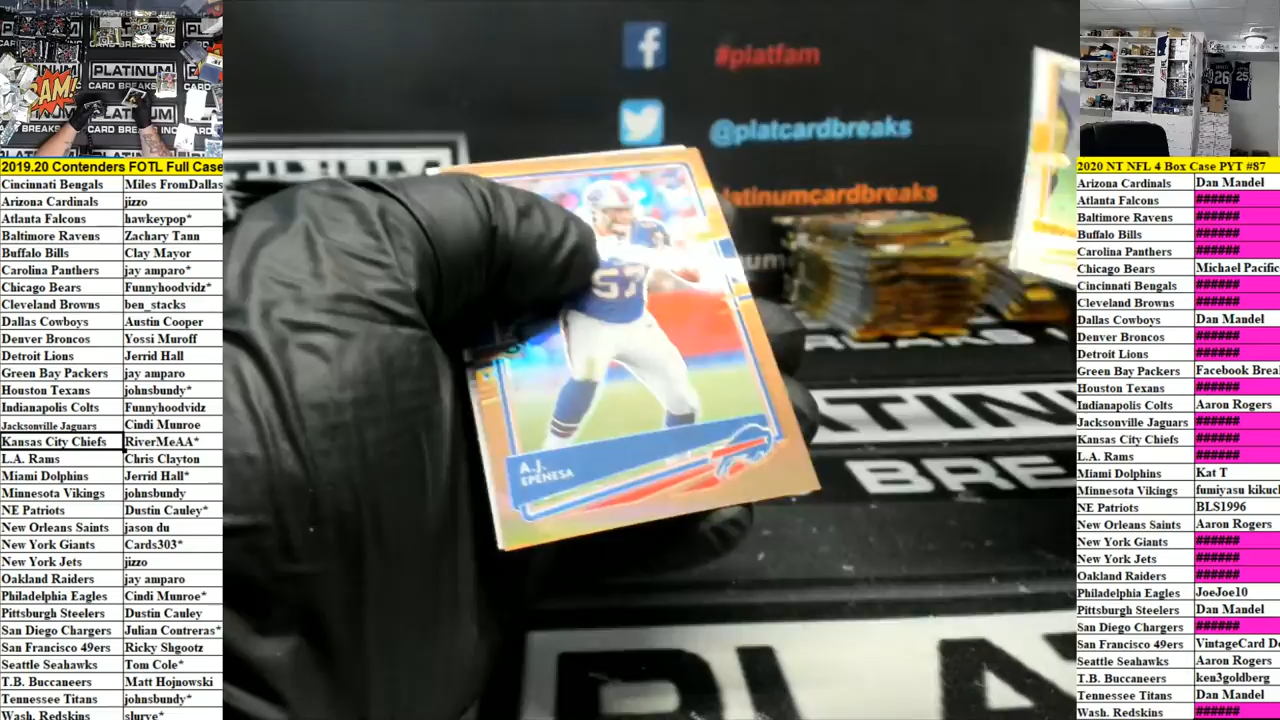 2019.20 Contenders FOTL Full Case
Cincinnati Bengals Miles FromDallas
Arizona Cardinals jizzo
Atlanta Falcons hawkeypop*
Baltimore Ravens Zachary Tann
Buffalo Bills Clay Mayor
Carolina Panthers jay amparo*
Chicago Bears Funnyhoodvidz*
Cleveland Browns ben_stacks
Dallas Cowboys Austin Cooper
Denver Broncos Yossi Muroff
Detroit Lions Jerrid Hall
Green Bay Packers jay amparo
Houston Texans johnsbundy*
Indianapolis Colts Funnyhoodvidz
Jacksonville Jaguars Cindi Munroe
Kansas City Chiefs RiverMeAA*
L.A. Rams Chris Clayton
Miami Dolphins Jerrid Hall*
Minnesota Vikings johnsbundy
NE Patriots Dustin Cauley*
New Orleans Saints jason du
New York Giants Cards303*
New York Jets jizzo
Oakland Raiders jay amparo
Philadelphia Eagles Cindi Munroe*
Pittsburgh Steelers Dustin Cauley
San Diego Chargers Julian Contreras*
San Francisco 49ers Ricky Shgootz
Seattle Seahawks Tom Cole*
T.B. Buccaneers Matt Hojnowski
Tennessee Titans johnsbundy*
Wash. Redskins slurve*
PLATINUM
CARD BREAKS INC
#platfam
@platcardbreaks
57
EPENESA
26 25
2020 NT NFL 4 Box Case PYT #87
Arizona Cardinals Dan Mandel
Atlanta Falcons ######
Baltimore Ravens ######
Buffalo Bills ######
Carolina Panthers ######
Chicago Bears Michael Pacific
Cincinnati Bengals ######
Cleveland Browns ######
Dallas Cowboys Dan Mandel
Denver Broncos ######
Detroit Lions ######
Green Bay Packers Facebook Brea
Houston Texans ######
Indianapolis Colts Aaron Rogers
Jacksonville Jaguars ######
Kansas City Chiefs ######
L.A. Rams ######
Miami Dolphins Kat T
Minnesota Vikings fumiyasu kikuc
NE Patriots BLS1996
New Orleans Saints Aaron Rogers
New York Giants ######
New York Jets ######
Oakland Raiders ######
Philadelphia Eagles JoeJoe10
Pittsburgh Steelers Dan Mandel
San Diego Chargers ######
San Francisco 49ers VintageCard De
Seattle Seahawks Aaron Rogers
T.B. Buccaneers ken3goldberg
Tennessee Titans Dan Mandel
Wash. Redskins ######